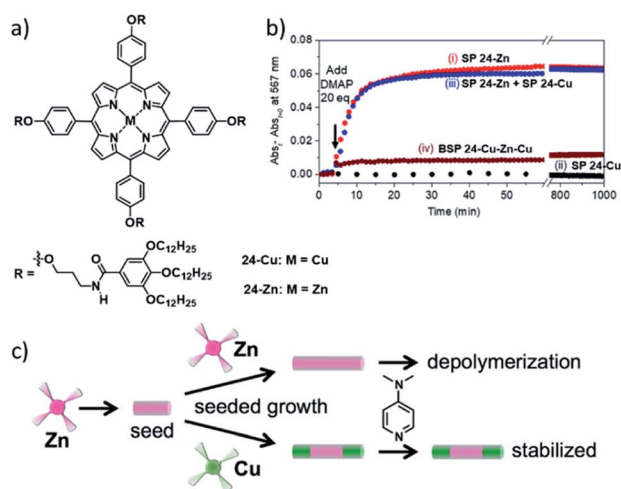 a)
OR
RO
N
N
M
N
N
OR
OR
R =
O
N
H
O
OC12H25
OC12H25
OC12H25
24-Cu: M = Cu
24-Zn: M = Zn
b)
Abst- Abst=0 at 567 nm
0.08
0.06
0.04
0.02
0.00
Add
DMAP
20 eq
(i) SP 24-Zn
(iii) SP 24-Zn + SP 24-Cu
(iv) BSP 24-Cu-Zn-Cu
(ii) SP 24-Cu
0 10 20 30 40 50 800 1000
Time (min)
c)
Zn
seed
Zn
seeded growth
Cu
depolymerization
N
N
stabilized